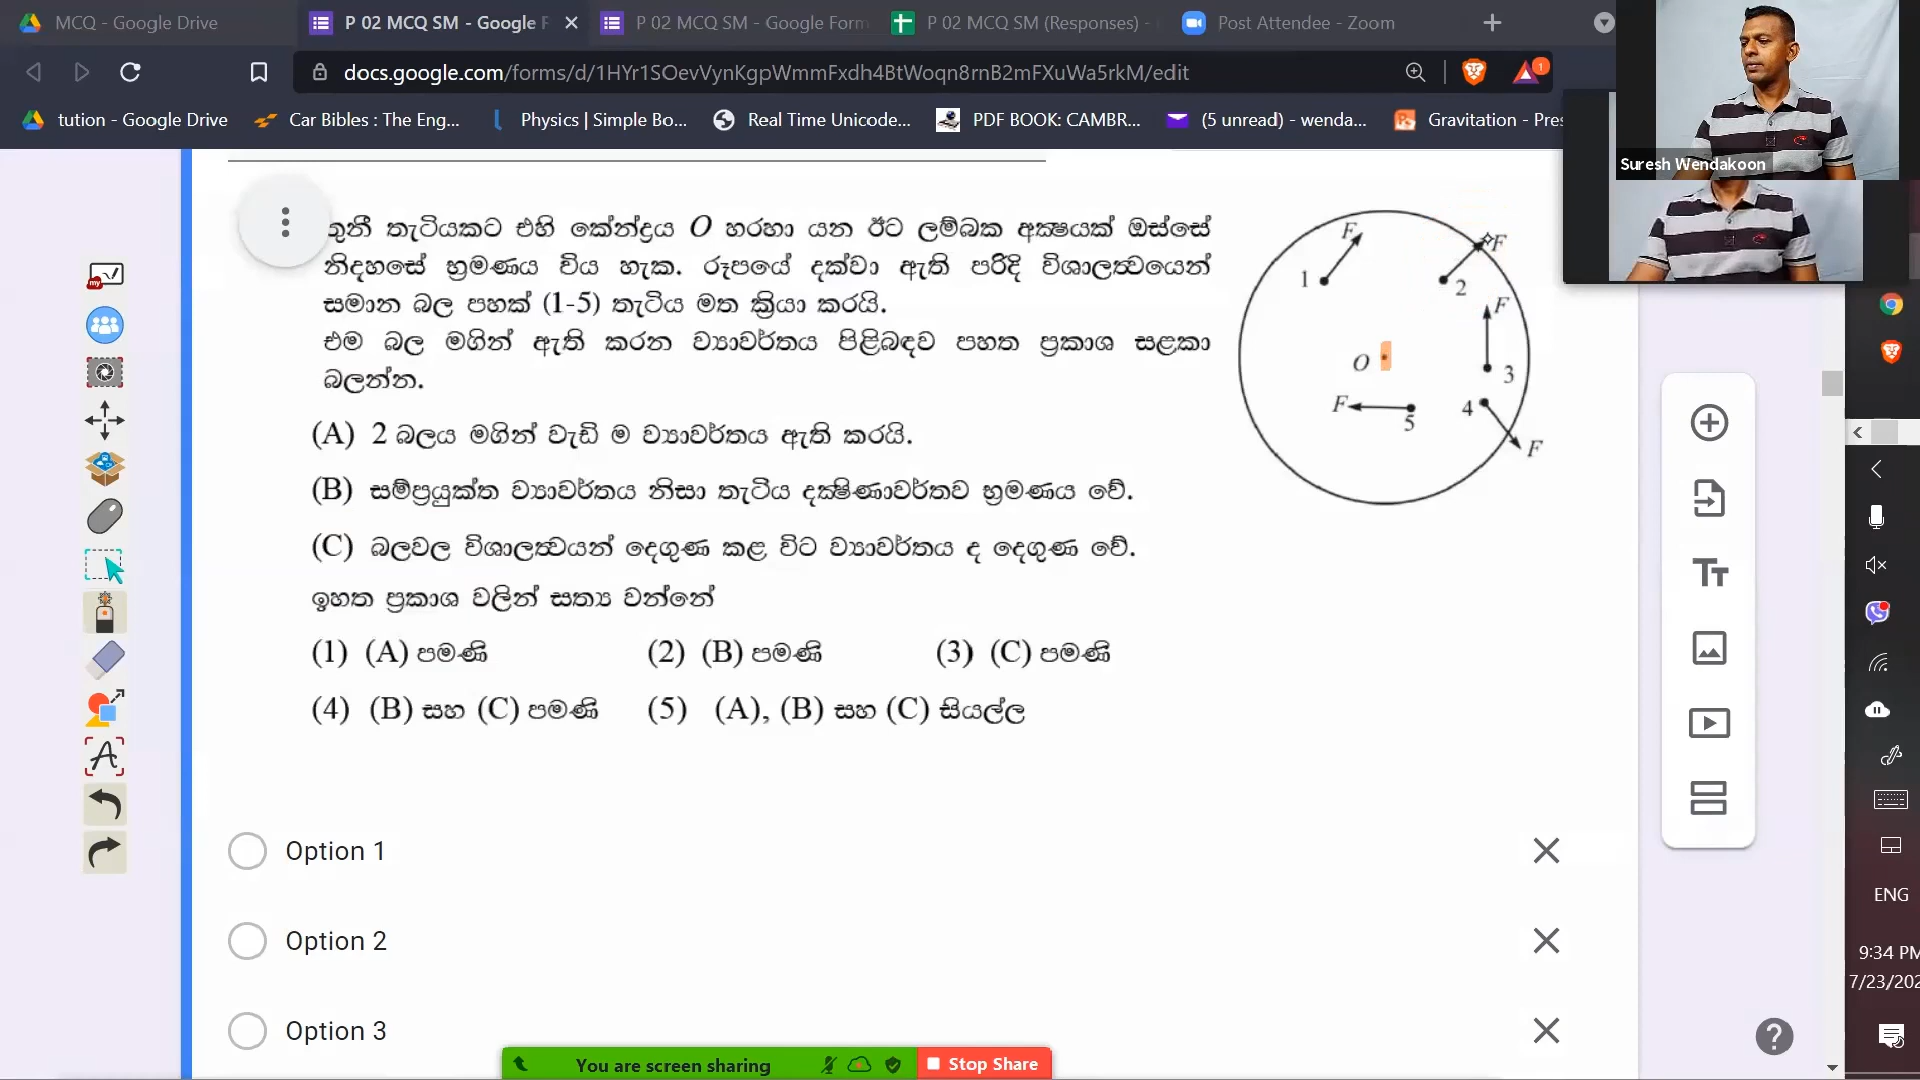 MCQ - Google Drive
P 02 MCQ SM - Google F
P 02 MCQ SM - Google Form
P 02 MCQ SM (Responses) -
Post Attendee - Zoom
docs.google.com/forms/d/1HYr1SOevVynKgpWmmFxdh4BtWoqn8rnB2mFXuWa5rkM/edit
1
tution - Google Drive
Car Bibles : The Eng...
Physics | Simple Bo...
Real Time Unicode...
PDF BOOK: CAMBR...
(5 unread) - wenda...
Gravitation - Pres
Suresh Wendakoon
තුනී තැටියකට එහි කේන්ද්‍රය O හරහා යන ඊට ලම්බක අක්‍ෂයක් ඔස්සේ
නිදහසේ භ්‍රමණය විය හැක. රූපයේ දක්වා ඇති පරිදි විශාලත්වයෙන්
සමාන බල පහක් (1-5) තැටිය මත ක්‍රියා කරයි.
එම බල මගින් ඇති කරන ව්‍යාවර්තය පිළිබඳව පහත ප්‍රකාශ සළකා
බලන්න.
(A) 2 බලය මගින් වැඩි ම ව්‍යාවර්තය ඇති කරයි.
(B) සම්ප්‍රයුක්ත ව්‍යාවර්තය නිසා තැටිය දක්‍ෂිණාවර්තව භ්‍රමණය වේ.
(C) බලවල විශාලත්වයන් දෙගුණ කළ විට ව්‍යාවර්තය ද දෙගුණ වේ.
ඉහත ප්‍රකාශ වලින් සත්‍ය වන්නේ
(1) (A) පමණි (2) (B) පමණි (3) (C) පමණි
(4) (B) සහ (C) පමණි (5) (A), (B) සහ (C) සියල්ල
F
1
F
2
F
3
O
F
5
4
F
Option 1
Option 2
Option 3
You are screen sharing
Stop Share
ENG
9:34 PM
7/23/202